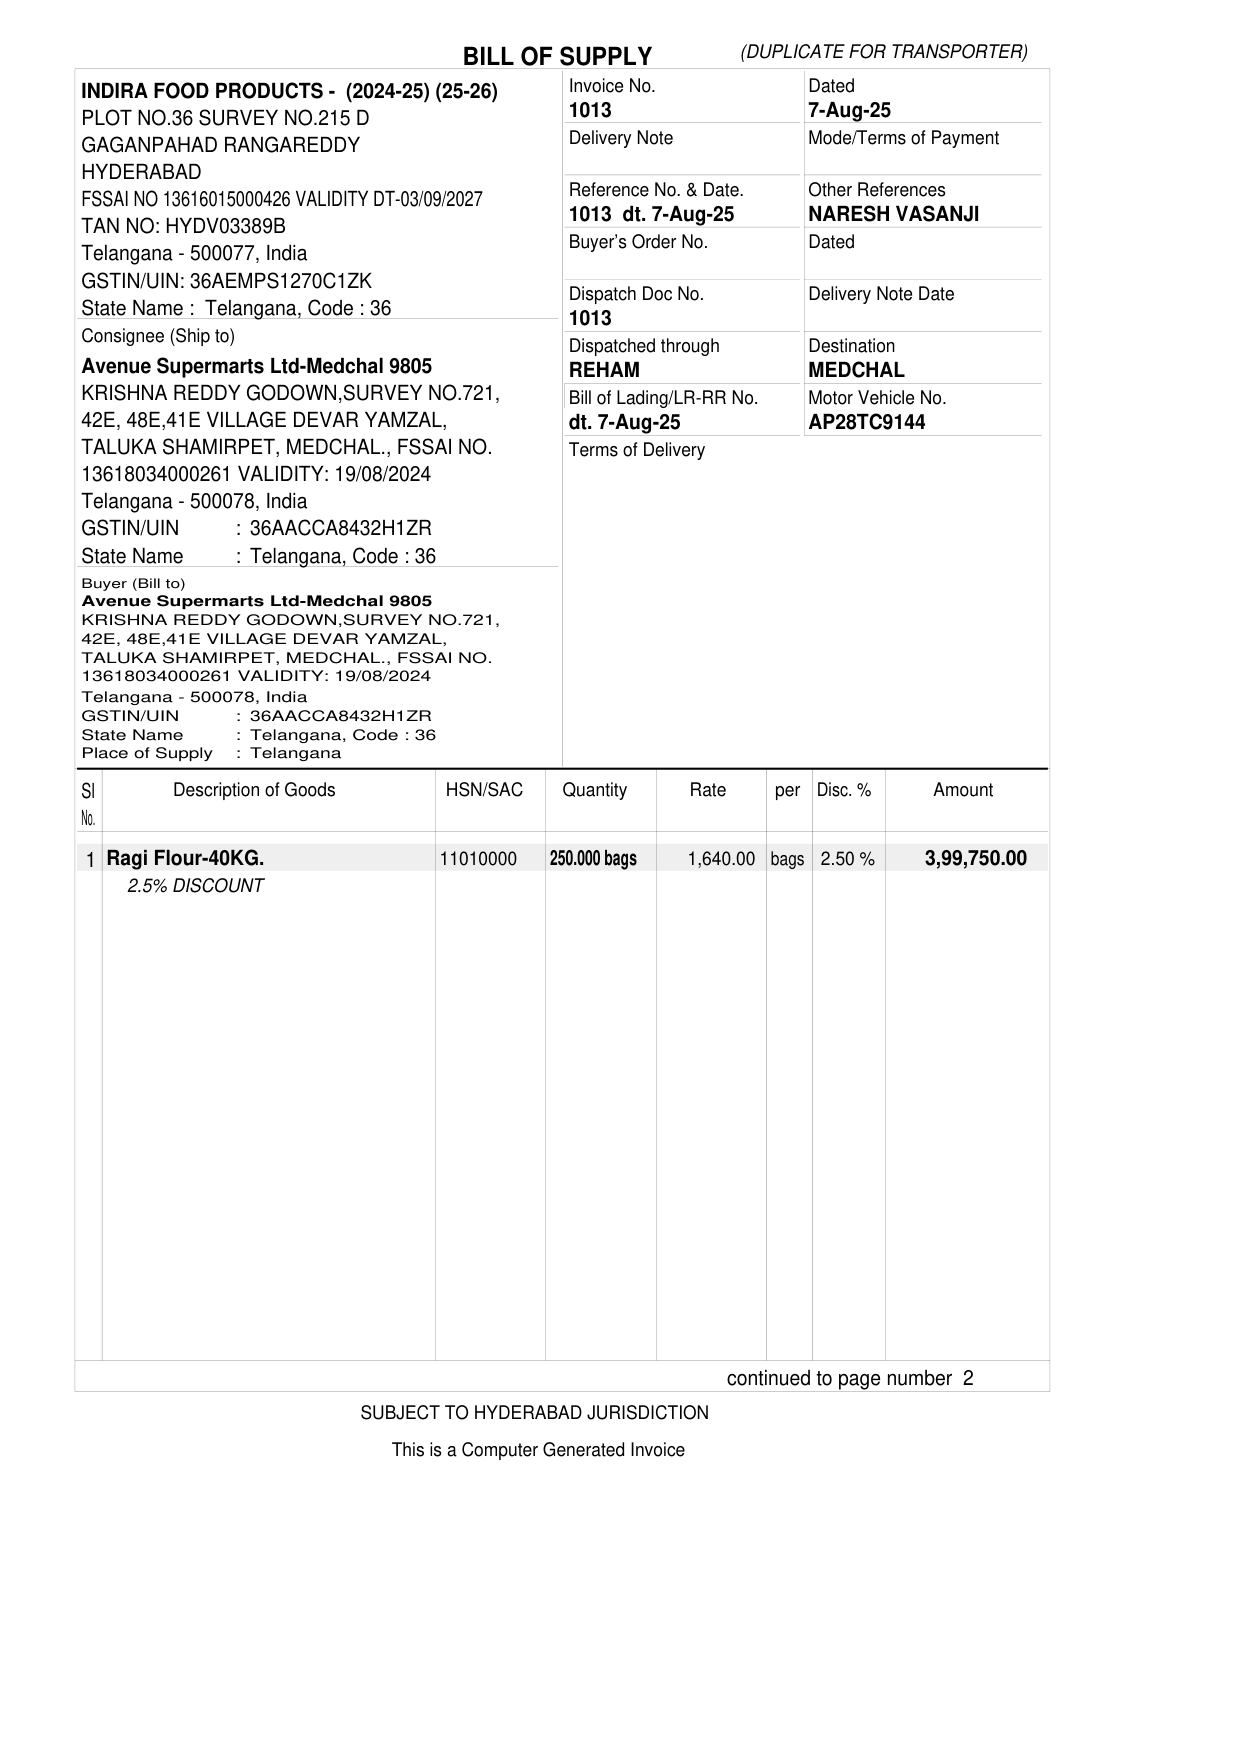 BILL OF SUPPLY
(DUPLICATE FOR TRANSPORTER)
INDIRA FOOD PRODUCTS -  (2024-25) (25-26)
PLOT NO.36 SURVEY NO.215 D
GAGANPAHAD RANGAREDDY
HYDERABAD
FSSAI NO 13616015000426 VALIDITY DT-03/09/2027
TAN NO: HYDV03389B
Telangana - 500077, India
GSTIN/UIN: 36AEMPS1270C1ZK
State Name :  Telangana, Code : 36
Consignee (Ship to)
Avenue Supermarts Ltd-Medchal 9805
KRISHNA REDDY GODOWN,SURVEY NO.721,
42E, 48E,41E VILLAGE DEVAR YAMZAL,
TALUKA SHAMIRPET, MEDCHAL., FSSAI NO.
13618034000261 VALIDITY: 19/08/2024
Telangana - 500078, India
GSTIN/UIN : 36AACCA8432H1ZR
State Name : Telangana, Code : 36
Buyer (Bill to)
Avenue Supermarts Ltd-Medchal 9805
KRISHNA REDDY GODOWN,SURVEY NO.721,
42E, 48E,41E VILLAGE DEVAR YAMZAL,
TALUKA SHAMIRPET, MEDCHAL., FSSAI NO.
13618034000261 VALIDITY: 19/08/2024
Telangana - 500078, India
GSTIN/UIN : 36AACCA8432H1ZR
State Name : Telangana, Code : 36
Place of Supply : Telangana
Invoice No. Dated
1013 7-Aug-25
Delivery Note Mode/Terms of Payment
Reference No. & Date. Other References
1013  dt. 7-Aug-25 NARESH VASANJI
Buyer's Order No. Dated
Dispatch Doc No. Delivery Note Date
1013
Dispatched through Destination
REHAM MEDCHAL
Bill of Lading/LR-RR No. Motor Vehicle No.
dt. 7-Aug-25 AP28TC9144
Terms of Delivery
Sl Description of Goods HSN/SAC Quantity Rate per Disc. % Amount
No.
1 Ragi Flour-40KG. 11010000 250.000 bags 1,640.00 bags 2.50 % 3,99,750.00
2.5% DISCOUNT
continued to page number  2
SUBJECT TO HYDERABAD JURISDICTION
This is a Computer Generated Invoice